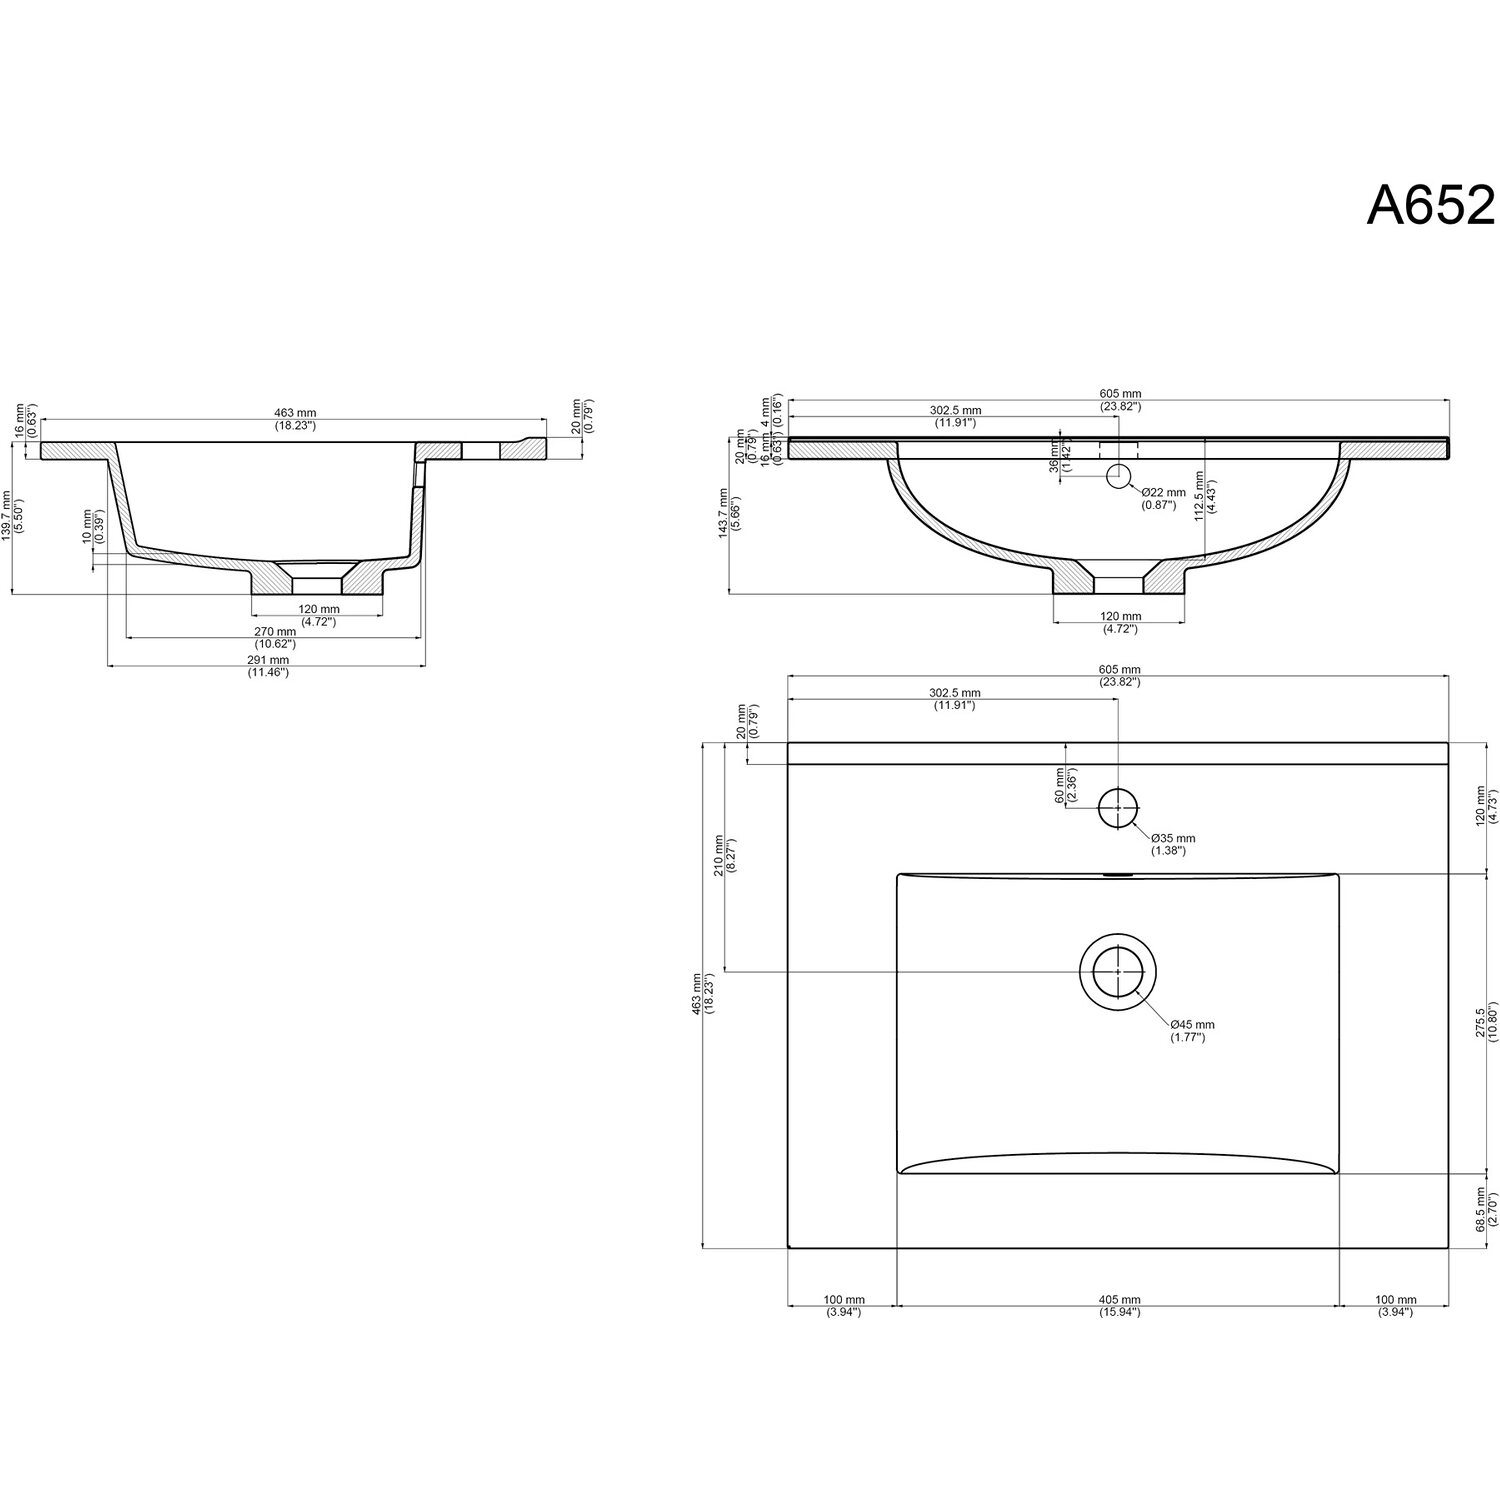 A652
463 mm
(18.23")
16 mm
(0.63")
20 mm
(0.79")
139.7 mm
(5.50")
10 mm
(0.39")
120 mm
(4.72")
270 mm
(10.62")
291 mm
(11.46")
605 mm
(23.82")
302.5 mm
(11.91")
4 mm
(0.16")
20 mm
(0.79")
16 mm
(0.63")
143.7 mm
(5.66")
36 mm
(1.42")
Ø22 mm
(0.87")
112.5 mm
(4.43")
120 mm
(4.72")
605 mm
(23.82")
302.5 mm
(11.91")
20 mm
(0.79")
60 mm
(2.36")
Ø35 mm
(1.38")
120 mm
(4.73")
210 mm
(8.27")
463 mm
(18.23")
Ø45 mm
(1.77")
275.5
(10.80")
68.5 mm
(2.70")
100 mm
(3.94")
405 mm
(15.94")
100 mm
(3.94")